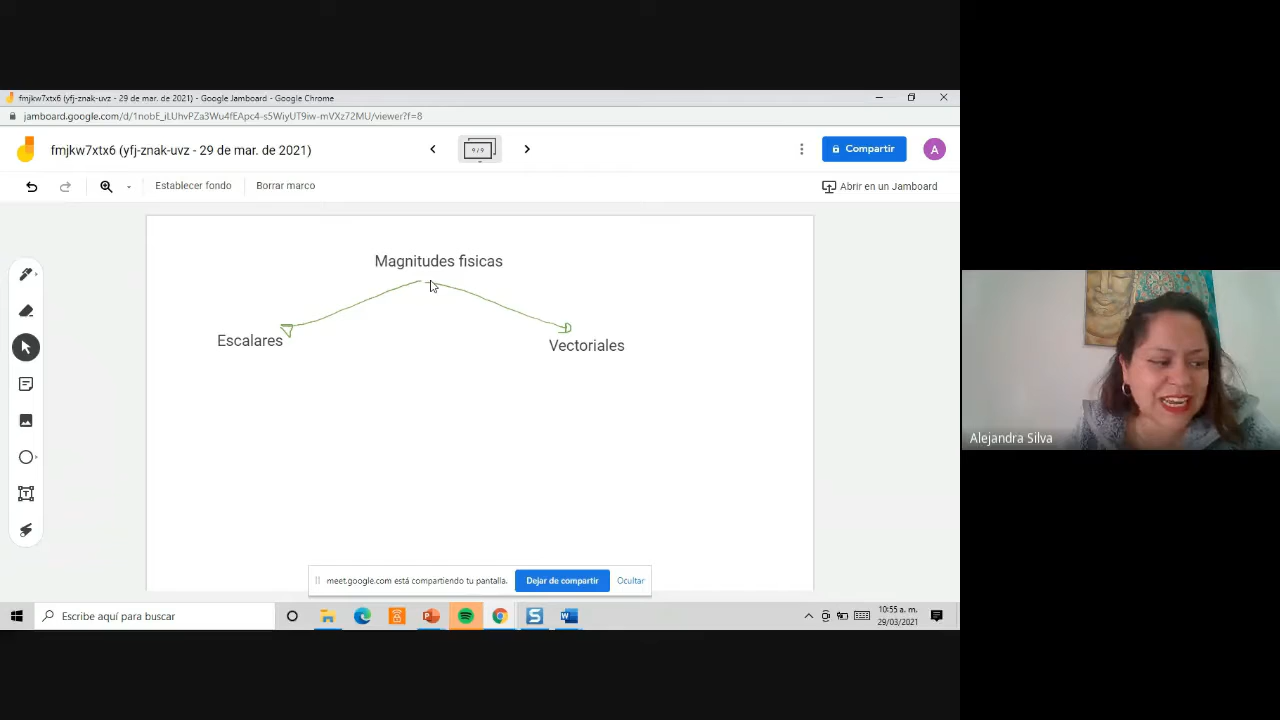 fmjkw7xtx6 (yfj-znak-uvz - 29 de mar. de 2021) - Google Jamboard - Google Chrome
jamboard.google.com/d/1nobE_iLUhvPZa3Wu4fEApc4-s5WiyUT9iw-mVXz72MU/viewer?f=8
fmjkw7xtx6 (yfj-znak-uvz - 29 de mar. de 2021)
9/9
Compartir
A
Establecer fondo
Borrar marco
Abrir en un Jamboard
Magnitudes fisicas
Escalares
Vectoriales
Alejandra Silva
meet.google.com está compartiendo tu pantalla.
Dejar de compartir
Ocultar
Escribe aquí para buscar
10:55 a. m.
29/03/2021